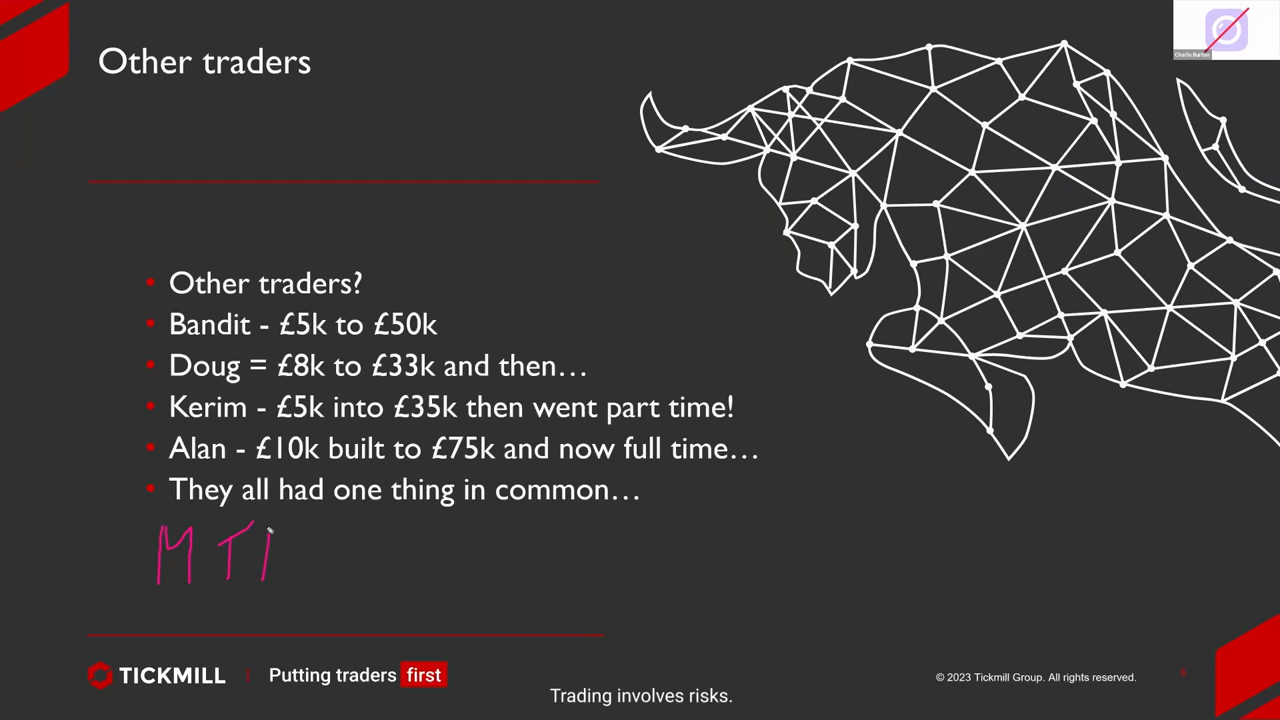 Charlie Burton
Other traders
Other traders?
Bandit - £5k to £50k
Doug = £8k to £33k and then…
Kerim - £5k into £35k then went part time!
Alan - £10k built to £75k and now full time…
They all had one thing in common…
M T I
TICKMILL | Putting traders first
© 2023 Tickmill Group. All rights reserved.
Trading involves risks.